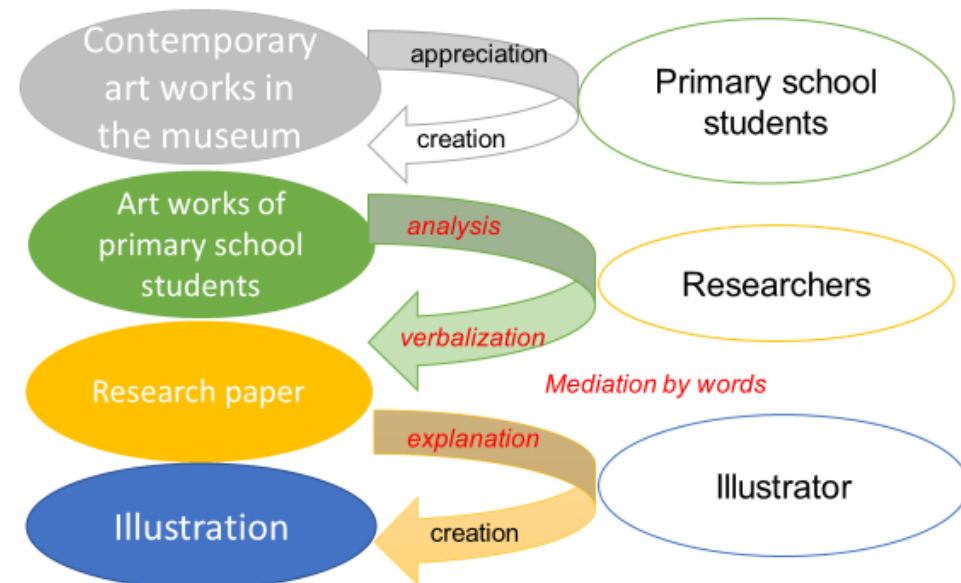 Contemporary
art works in
the museum
appreciation
creation
Primary school
students
Art works of
primary school
students
analysis
verbalization
Researchers
Research paper
Mediation by words
explanation
creation
Illustrator
Illustration